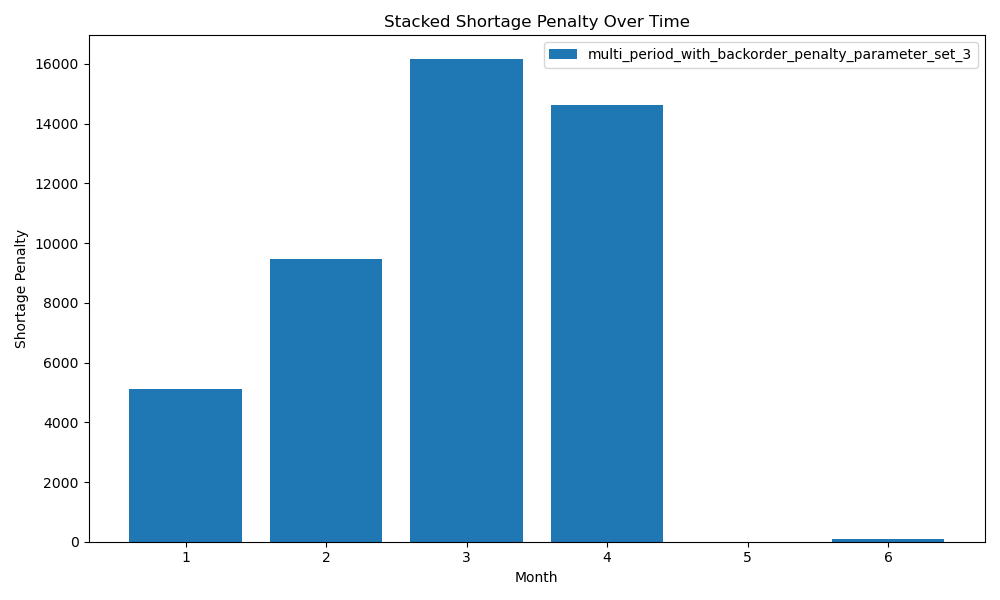 Stacked Shortage Penalty Over Time
multi_period_with_backorder_penalty_parameter_set_3
Shortage Penalty
16000
14000
12000
10000
8000
6000
4000
2000
0
1 2 3 4 5 6
Month